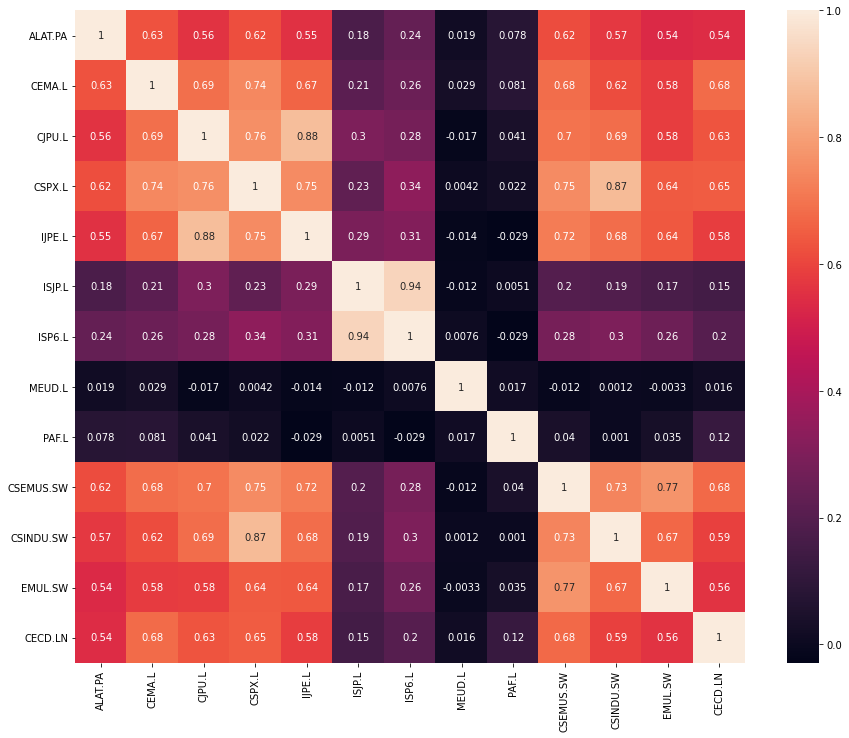 ALAT.PA 1 0.63 0.56 0.62 0.55 0.18 0.24 0.019 0.078 0.62 0.57 0.54 0.54
CEMA.L 0.63 1 0.69 0.74 0.67 0.21 0.26 0.029 0.081 0.68 0.62 0.58 0.68
CJPU.L 0.56 0.69 1 0.76 0.88 0.3 0.28 -0.017 0.041 0.7 0.69 0.58 0.63
CSPX.L 0.62 0.74 0.76 1 0.75 0.23 0.34 0.0042 0.022 0.75 0.87 0.64 0.65
IJPE.L 0.55 0.67 0.88 0.75 1 0.29 0.31 -0.014 -0.029 0.72 0.68 0.64 0.58
ISJP.L 0.18 0.21 0.3 0.23 0.29 1 0.94 -0.012 0.0051 0.2 0.19 0.17 0.15
ISP6.L 0.24 0.26 0.28 0.34 0.31 0.94 1 0.0076 -0.029 0.28 0.3 0.26 0.2
MEUD.L 0.019 0.029 -0.017 0.0042 -0.014 -0.012 0.0076 1 0.017 -0.012 0.0012 -0.0033 0.016
PAF.L 0.078 0.081 0.041 0.022 -0.029 0.0051 -0.029 0.017 1 0.04 0.001 0.035 0.12
CSEMUS.SW 0.62 0.68 0.7 0.75 0.72 0.2 0.28 -0.012 0.04 1 0.73 0.77 0.68
CSINDU.SW 0.57 0.62 0.69 0.87 0.68 0.19 0.3 0.0012 0.001 0.73 1 0.67 0.59
EMUL.SW 0.54 0.58 0.58 0.64 0.64 0.17 0.26 -0.0033 0.035 0.77 0.67 1 0.56
CECD.LN 0.54 0.68 0.63 0.65 0.58 0.15 0.2 0.016 0.12 0.68 0.59 0.56 1
ALAT.PA CEMA.L CJPU.L CSPX.L IJPE.L ISJP.L ISP6.L MEUD.L PAF.L CSEMUS.SW CSINDU.SW EMUL.SW CECD.LN
1.0
0.8
0.6
0.4
0.2
0.0